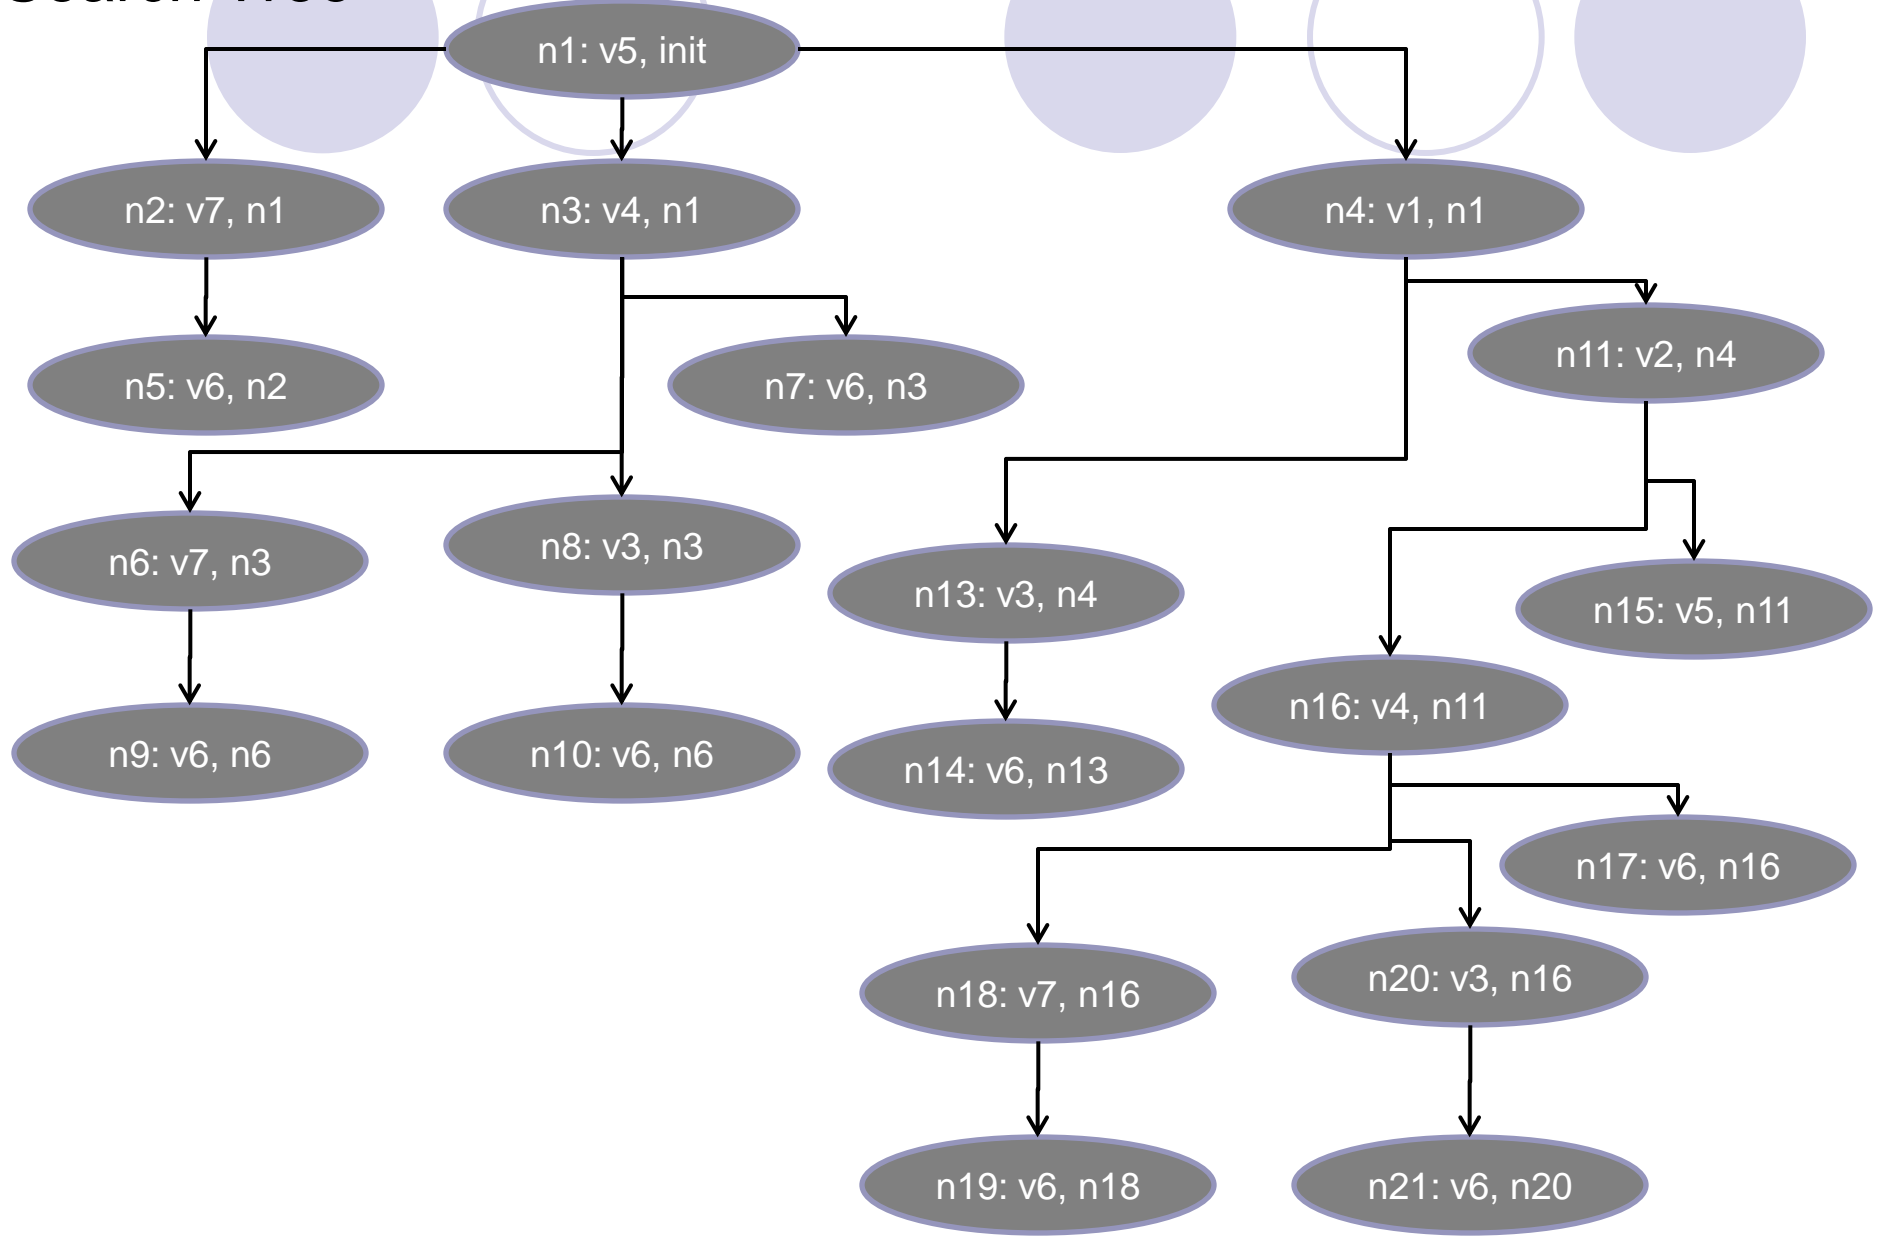 n1: v5, init
n2: v7, n1
n3: v4, n1
n4: v1, n1
n11: v2, n4
n5: v6, n2
n7: v6, n3
n6: v7, n3
n8: v3, n3
n13: v3, n4
n15: v5, n11
n16: v4, n11
n9: v6, n6
n10: v6, n6
n14: v6, n13
n17: v6, n16
n18: v7, n16
n20: v3, n16
n19: v6, n18
n21: v6, n20